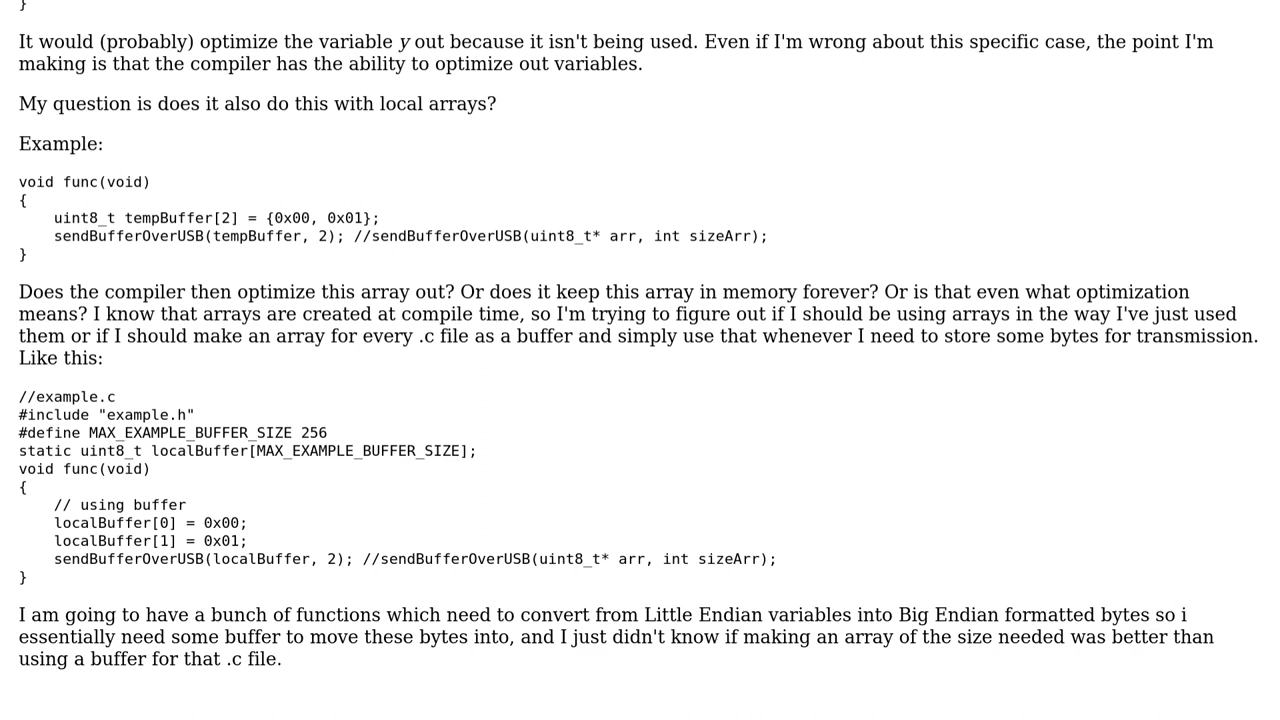 }
It would (probably) optimize the variable y out because it isn't being used. Even if I'm wrong about this specific case, the point I'm
making is that the compiler has the ability to optimize out variables.
My question is does it also do this with local arrays?
Example:
void func(void)
{
    uint8_t tempBuffer[2] = {0x00, 0x01};
    sendBufferOverUSB(tempBuffer, 2); //sendBufferOverUSB(uint8_t* arr, int sizeArr);
}
Does the compiler then optimize this array out? Or does it keep this array in memory forever? Or is that even what optimization
means? I know that arrays are created at compile time, so I'm trying to figure out if I should be using arrays in the way I've just used
them or if I should make an array for every .c file as a buffer and simply use that whenever I need to store some bytes for transmission.
Like this:
//example.c
#include "example.h"
#define MAX_EXAMPLE_BUFFER_SIZE 256
static uint8_t localBuffer[MAX_EXAMPLE_BUFFER_SIZE];
void func(void)
{
    // using buffer
    localBuffer[0] = 0x00;
    localBuffer[1] = 0x01;
    sendBufferOverUSB(localBuffer, 2); //sendBufferOverUSB(uint8_t* arr, int sizeArr);
}
I am going to have a bunch of functions which need to convert from Little Endian variables into Big Endian formatted bytes so i
essentially need some buffer to move these bytes into, and I just didn't know if making an array of the size needed was better than
using a buffer for that .c file.